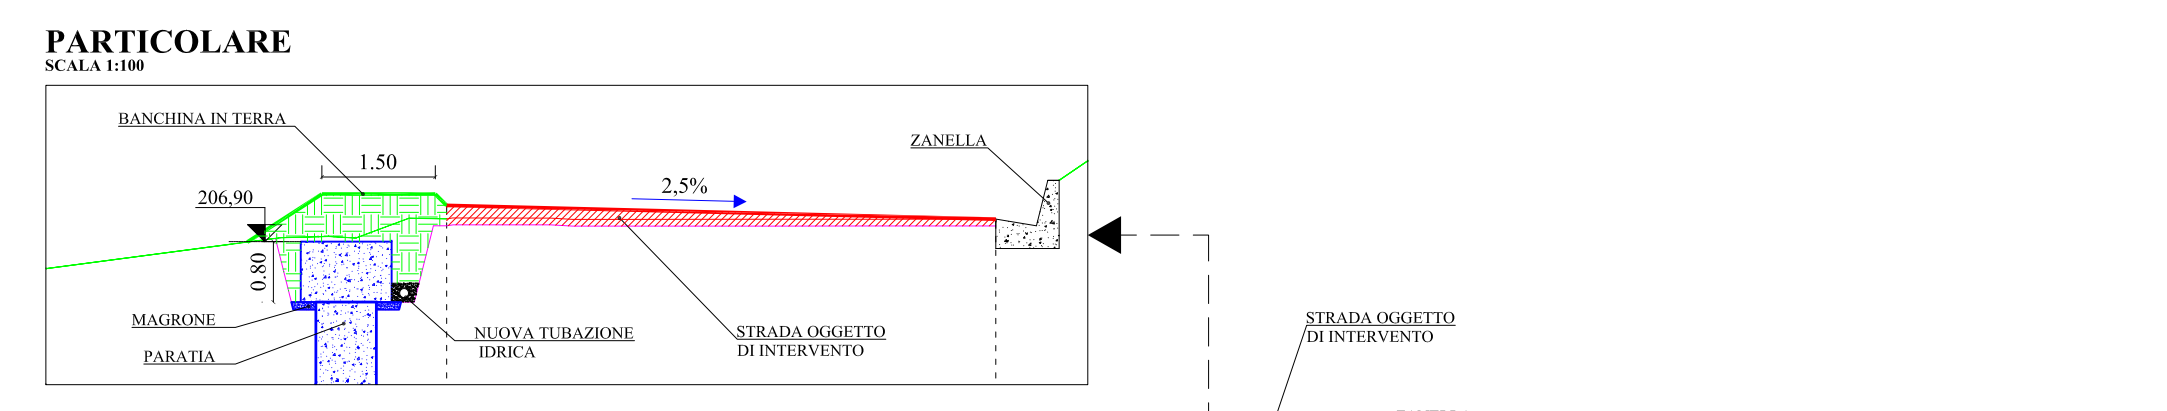 PARTICOLARE
SCALA 1:100
BANCHINA IN TERRA
1.50
ZANELLA
2,5%
206,90
0.80
MAGRONE
PARATIA
NUOVA TUBAZIONE
IDRICA
STRADA OGGETTO
DI INTERVENTO
STRADA OGGETTO
DI INTERVENTO